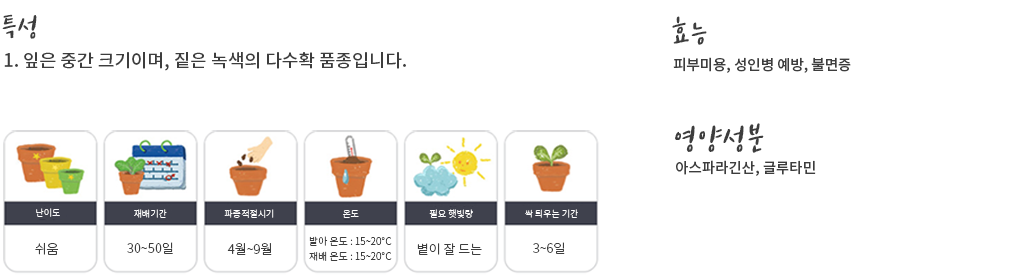 특성
1. 잎은 중간 크기이며, 짙은 녹색의 다수확 품종입니다.
효능
피부미용, 성인병 예방, 불면증
영양성분
아스파라긴산, 글루타민
난이도
쉬움
재배기간
30~50일
파종적절시기
4월~9월
온도
발아 온도 : 15~20°C
재배 온도 : 15~20°C
필요 햇빛량
볕이 잘 드는
싹 틔우는 기간
3~6일